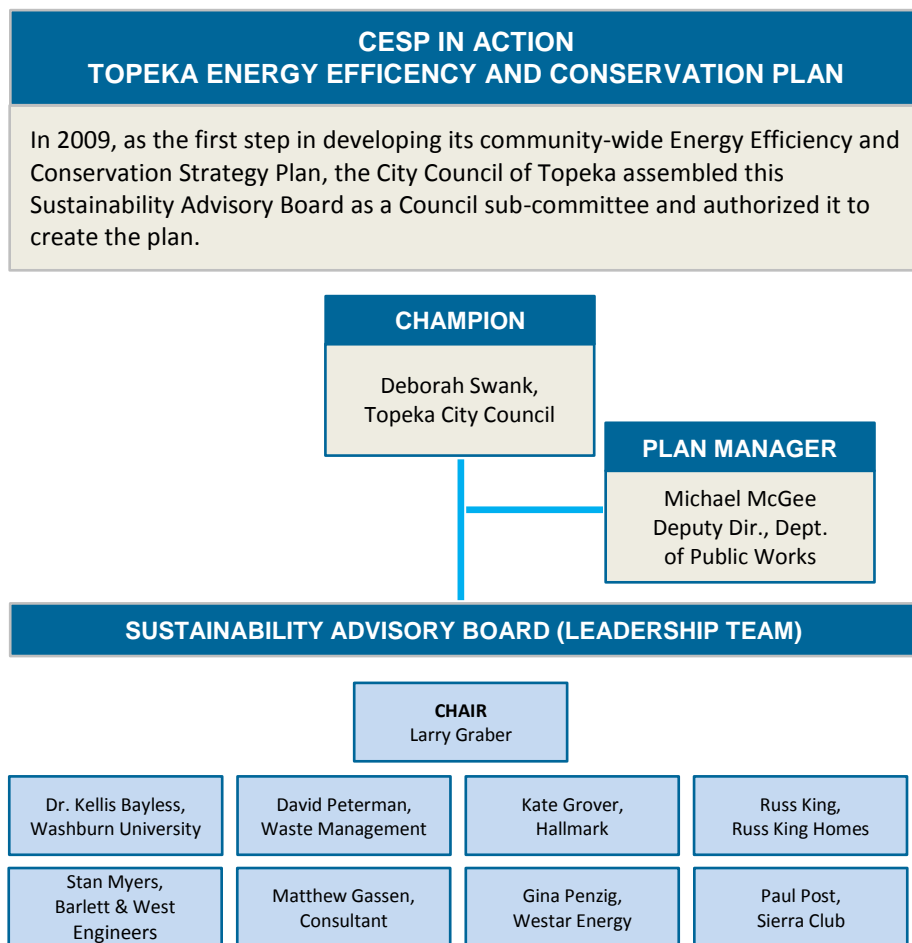 CESP IN ACTION
TOPEKA ENERGY EFFICENCY AND CONSERVATION PLAN
In 2009, as the first step in developing its community-wide Energy Efficiency and
Conservation Strategy Plan, the City Council of Topeka assembled this
Sustainability Advisory Board as a Council sub-committee and authorized it to
create the plan.
CHAMPION
Deborah Swank,
Topeka City Council
PLAN MANAGER
Michael McGee
Deputy Dir., Dept.
of Public Works
SUSTAINABILITY ADVISORY BOARD (LEADERSHIP TEAM)
CHAIR
Larry Graber
Dr. Kellis Bayless,
Washburn University
David Peterman,
Waste Management
Kate Grover,
Hallmark
Russ King,
Russ King Homes
Stan Myers,
Barlett & West
Engineers
Matthew Gassen,
Consultant
Gina Penzig,
Westar Energy
Paul Post,
Sierra Club